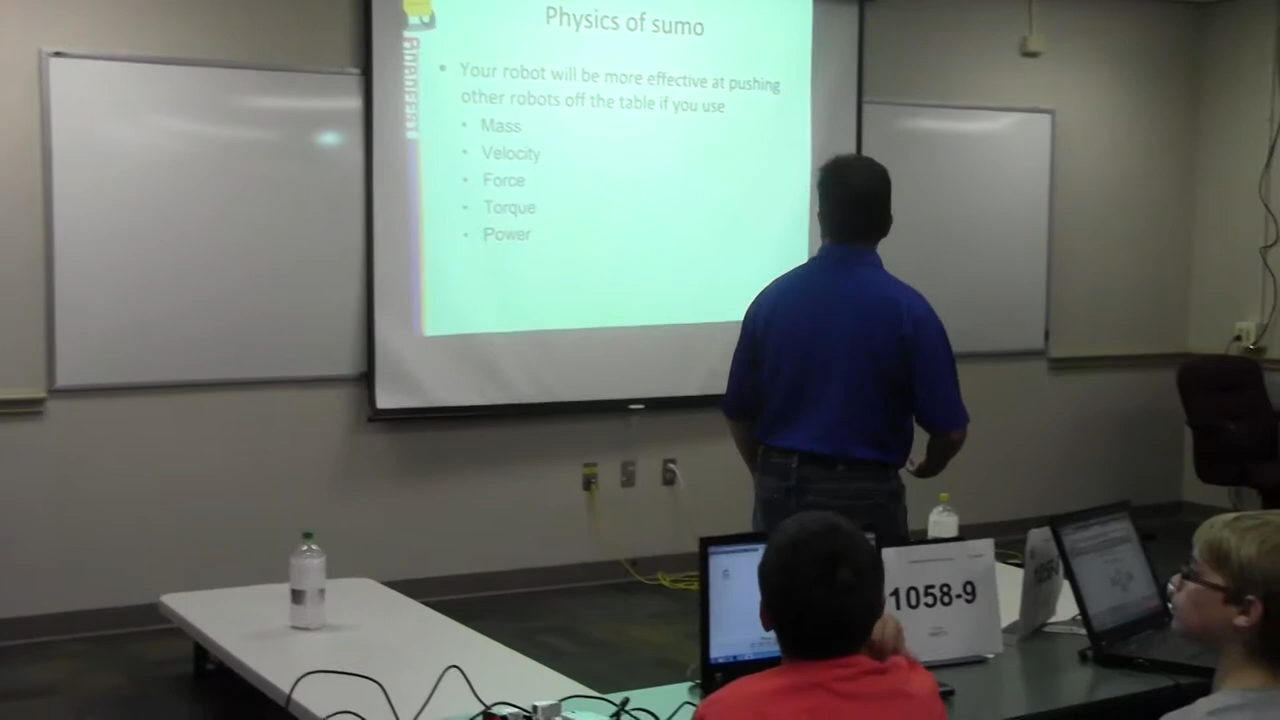 Physics of sumo
• Your robot will be more effective at pushing
other robots off the table if you use
• Mass
• Velocity
• Force
• Torque
• Power
1058-9